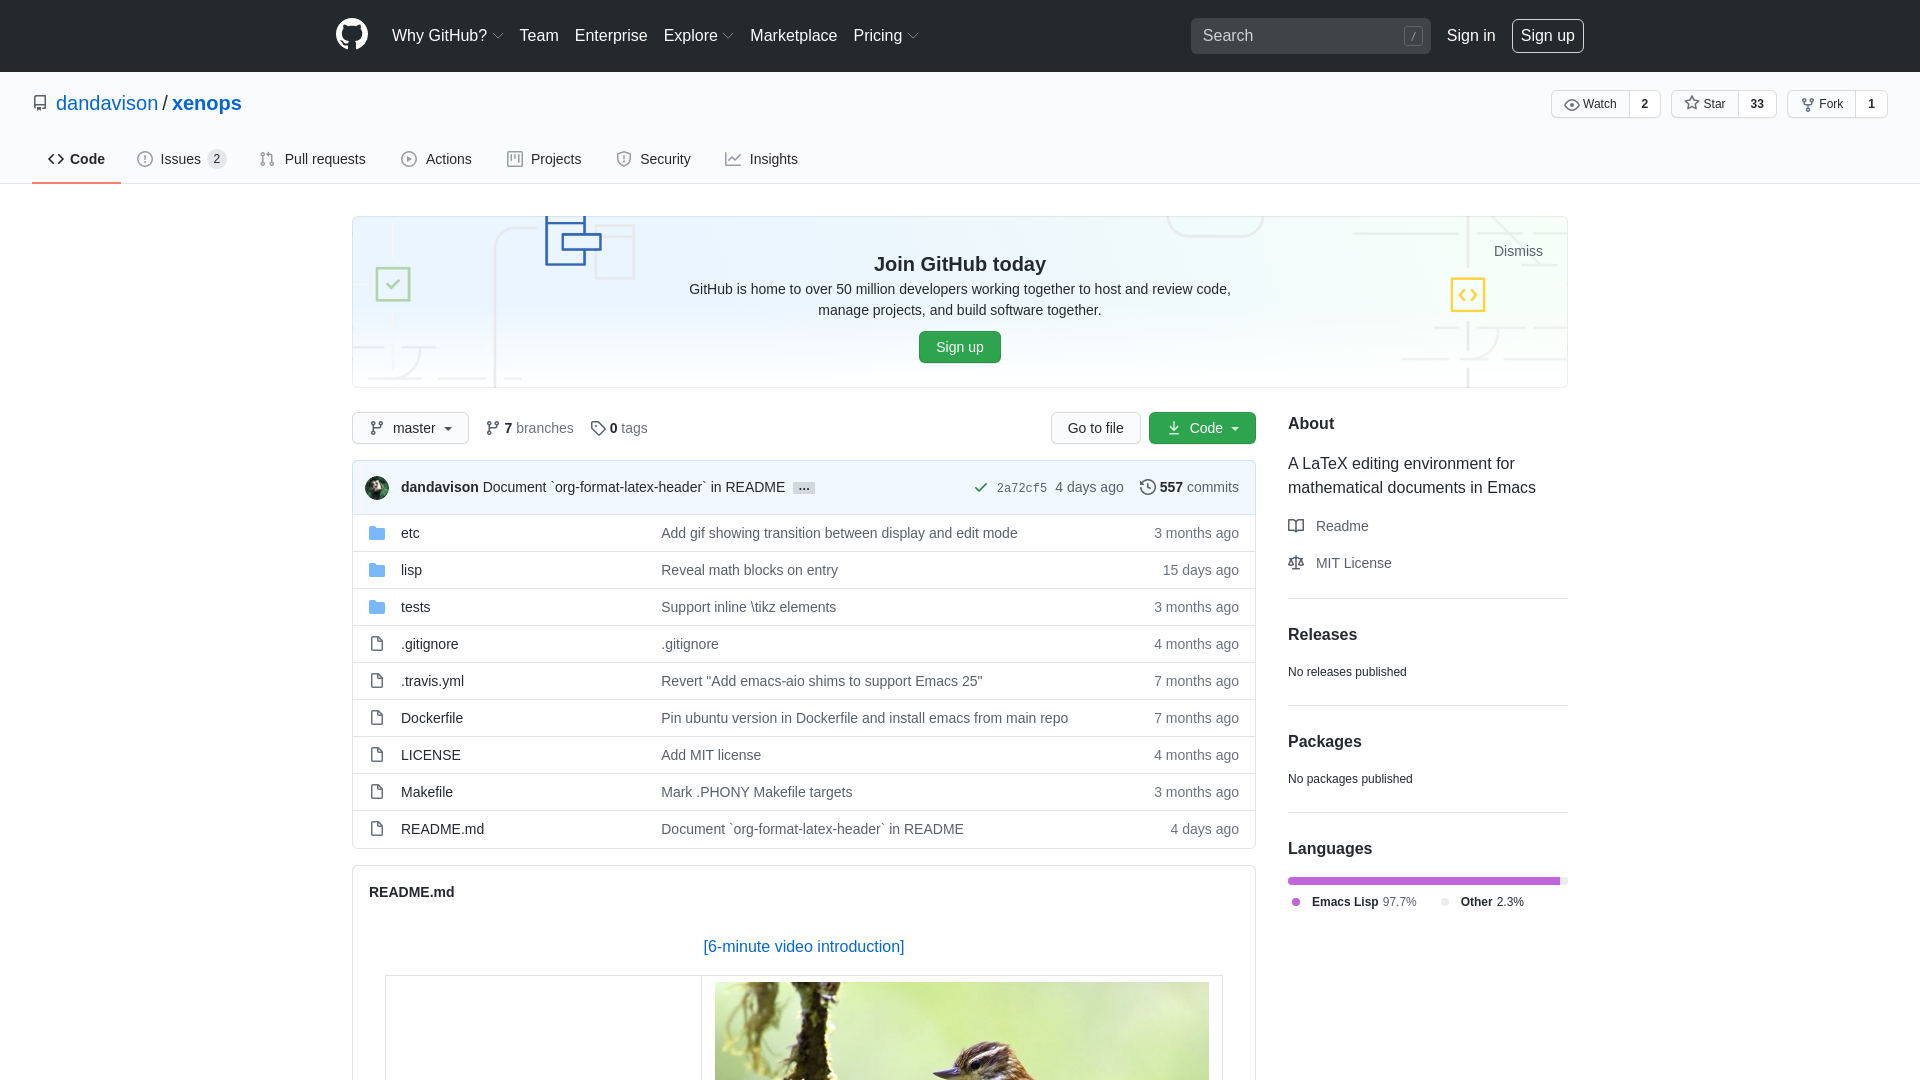 Why GitHub? Team Enterprise Explore Marketplace Pricing Search / Sign in Sign up
dandavison / xenops Watch 2 Star 33 Fork 1
Code Issues 2 Pull requests Actions Projects Security Insights
Dismiss
Join GitHub today
GitHub is home to over 50 million developers working together to host and review code,
manage projects, and build software together.
Sign up
master 7 branches 0 tags Go to file Code
dandavison Document `org-format-latex-header` in README … 2a72cf5 4 days ago 557 commits
etc Add gif showing transition between display and edit mode 3 months ago
lisp Reveal math blocks on entry 15 days ago
tests Support inline \tikz elements 3 months ago
.gitignore .gitignore 4 months ago
.travis.yml Revert "Add emacs-aio shims to support Emacs 25" 7 months ago
Dockerfile Pin ubuntu version in Dockerfile and install emacs from main repo 7 months ago
LICENSE Add MIT license 4 months ago
Makefile Mark .PHONY Makefile targets 3 months ago
README.md Document `org-format-latex-header` in README 4 days ago
README.md
[6-minute video introduction]
About
A LaTeX editing environment for
mathematical documents in Emacs
Readme
MIT License
Releases
No releases published
Packages
No packages published
Languages
Emacs Lisp 97.7% Other 2.3%